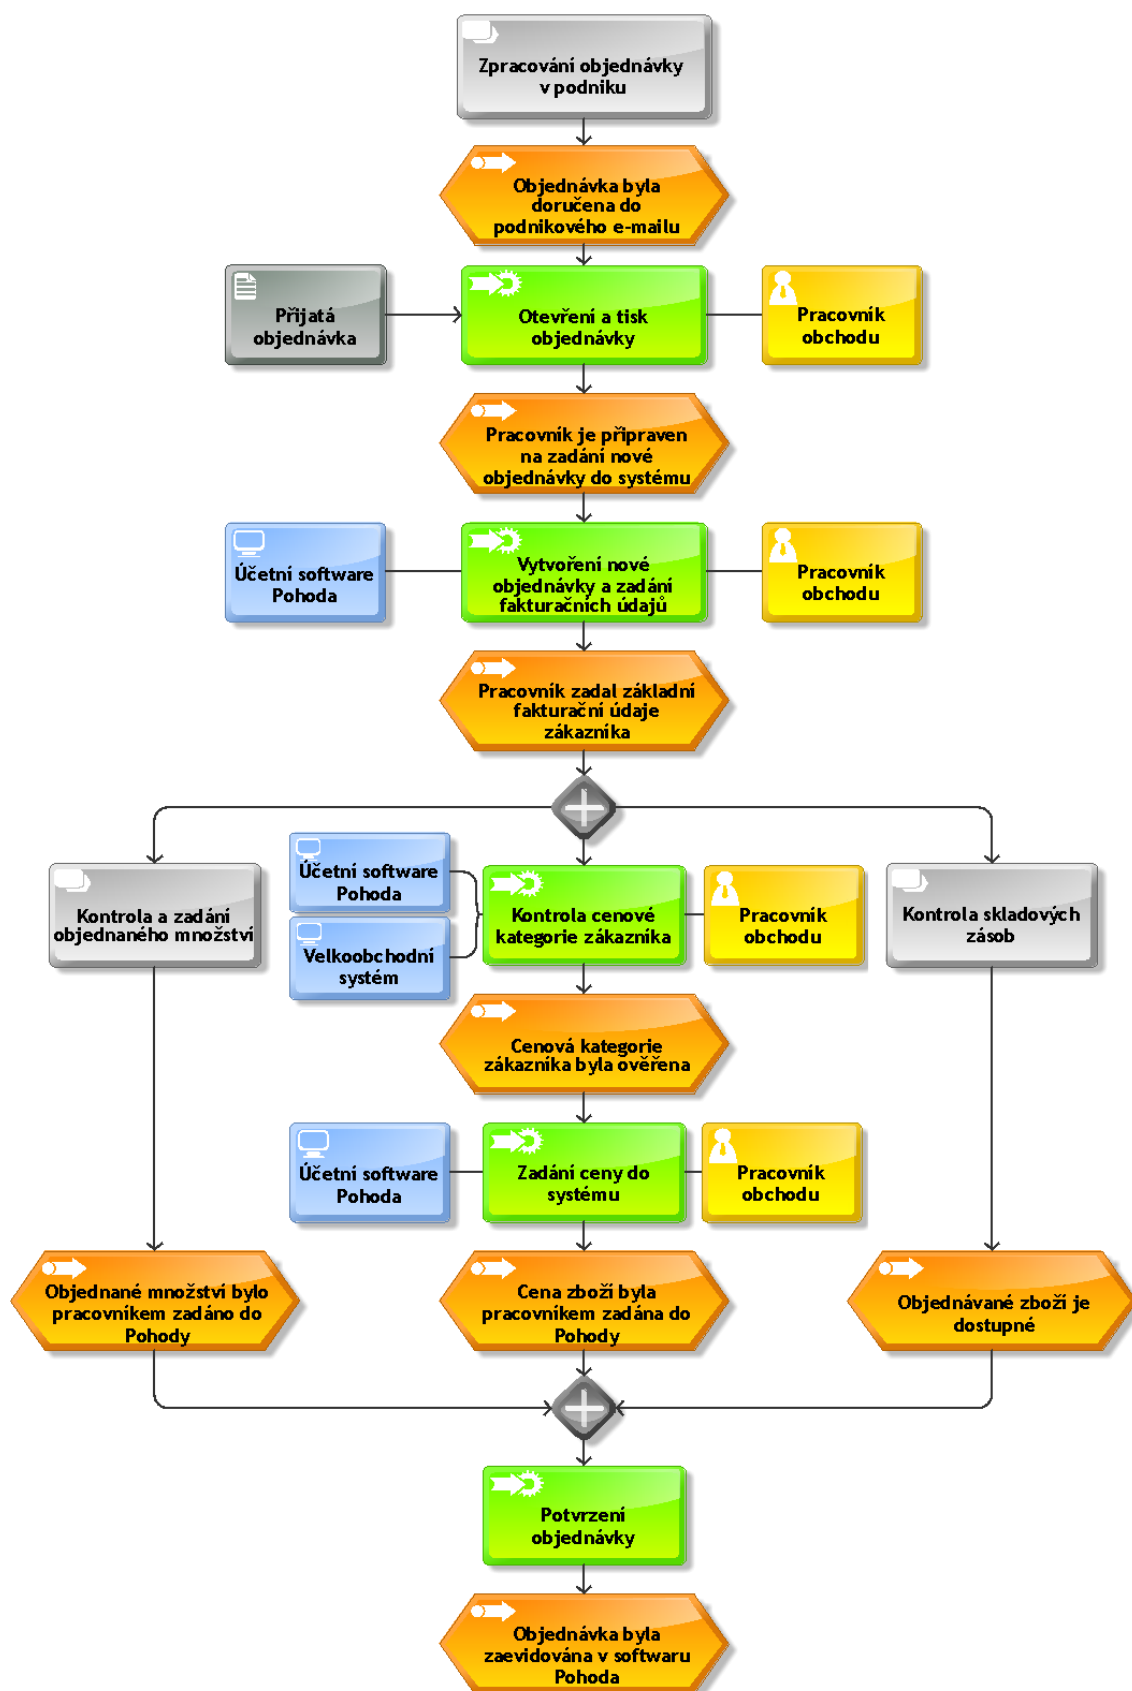 Zpracování objednávky
v podniku
Objednávka byla
doručena do
podnikového e-mailu
Přijatá
objednávka
Otevření a tisk
objednávky
Pracovník
obchodu
Pracovník je připraven
na zadání nové
objednávky do systému
Účetní software
Pohoda
Vytvoření nové
objednávky a zadání
fakturačních údajů
Pracovník
obchodu
Pracovník zadal základní
fakturační údaje
zákazníka
Kontrola a zadání
objednaného množství
Účetní software
Pohoda
Velkoobchodní
systém
Kontrola cenové
kategorie zákazníka
Pracovník
obchodu
Kontrola skladových
zásob
Cenová kategorie
zákazníka byla ověřena
Účetní software
Pohoda
Zadání ceny do
systému
Pracovník
obchodu
Objednané množství bylo
pracovníkem zadáno do
Pohody
Cena zboží byla
pracovníkem zadána do
Pohody
Objednávané zboží je
dostupné
Potvrzení
objednávky
Objednávka byla
zaevidována v softwaru
Pohoda